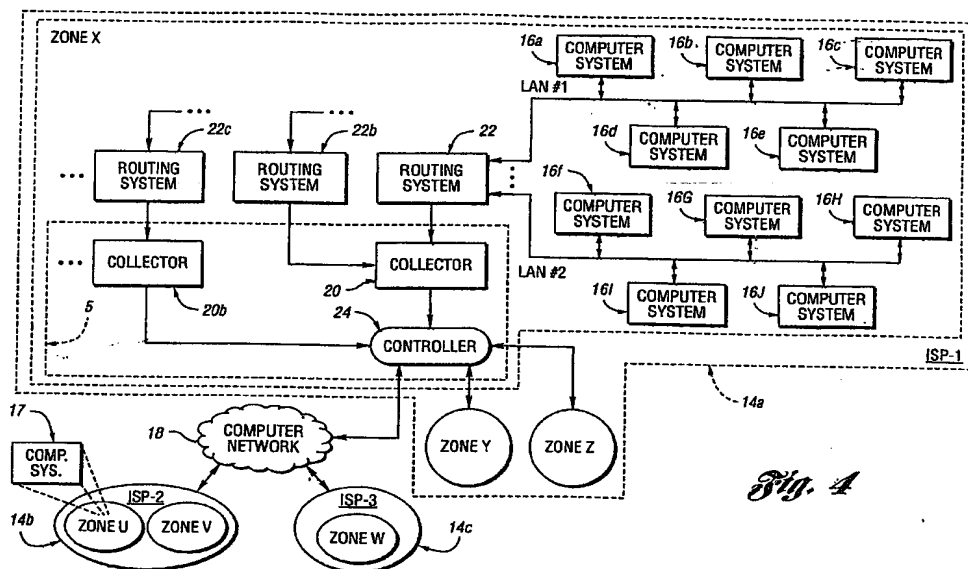 ZONE X
16a
COMPUTER
SYSTEM
16b
COMPUTER
SYSTEM
16c
COMPUTER
SYSTEM
LAN #1
16d
COMPUTER
SYSTEM
16e
COMPUTER
SYSTEM
22c
ROUTING
SYSTEM
22b
ROUTING
SYSTEM
22
ROUTING
SYSTEM
16f
COMPUTER
SYSTEM
16G
COMPUTER
SYSTEM
16H
COMPUTER
SYSTEM
LAN #2
16I
COMPUTER
SYSTEM
16J
COMPUTER
SYSTEM
COLLECTOR
20b
COLLECTOR
20
5
24
CONTROLLER
ISP-1
14a
17
COMP.
SYS.
18
COMPUTER
NETWORK
ZONE Y
ZONE Z
ISP-2
14b
ZONE U
ZONE V
ISP-3
ZONE W
14c
Fig. 4